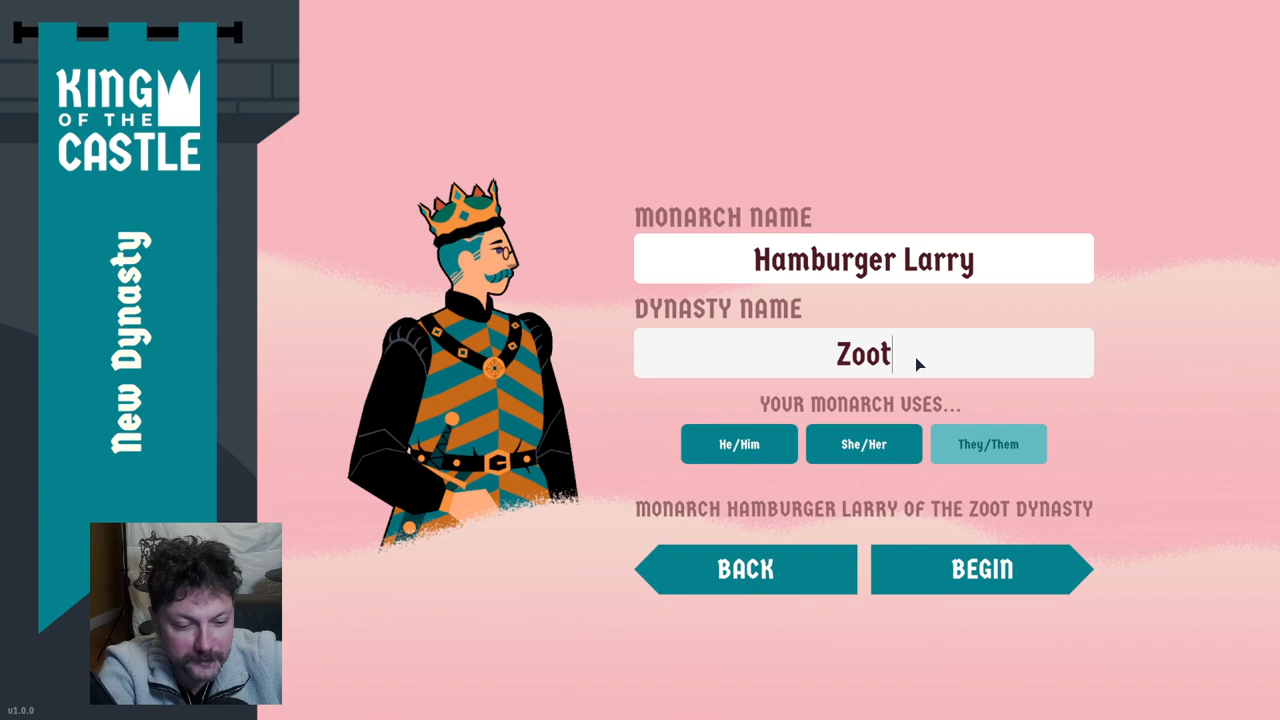 KING
OF THE
CASTLE
New Dynasty
MONARCH NAME
Hamburger Larry
DYNASTY NAME
Zoot
YOUR MONARCH USES...
He/Him
She/Her
They/Them
MONARCH HAMBURGER LARRY OF THE ZOOT DYNASTY
BACK
BEGIN
v1.0.0